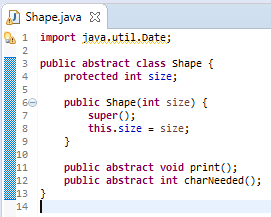 Shape.java
1 import java.util.Date;
2
3 public abstract class Shape {
4     protected int size;
5
6     public Shape(int size) {
7         super();
8         this.size = size;
9     }
10
11     public abstract void print();
12     public abstract int charNeeded();
13 }
14